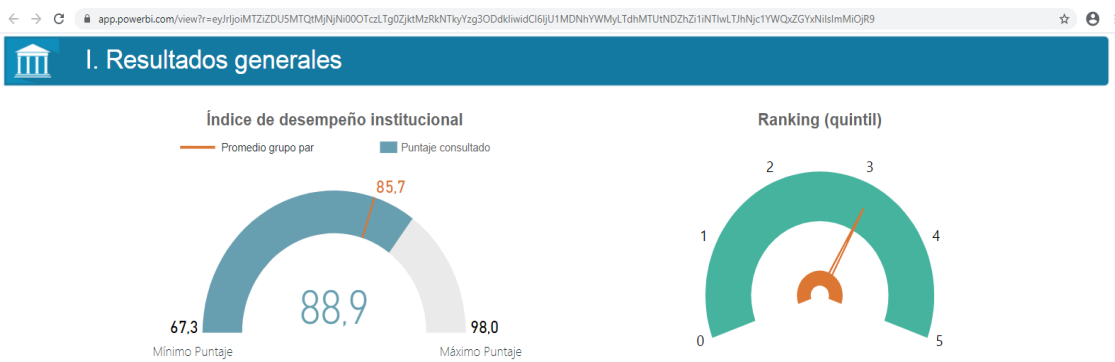 app.powerbi.com/view?r=eyJrIjoiMTZiZDU5MTQtMjNjNi00OTczLTg0ZjktMzRkNTkyYzg3ODdkIiwidCI6IjU1MDNhYWMyLTdhMTUtNDZhZi1iNTIwLTJhNjc1YWQxZGYxNiIsImMiOjR9
I. Resultados generales
Índice de desempeño institucional
Promedio grupo par
Puntaje consultado
85,7
88,9
67,3
98,0
Mínimo Puntaje
Máximo Puntaje
Ranking (quintil)
2
3
1
4
0
5